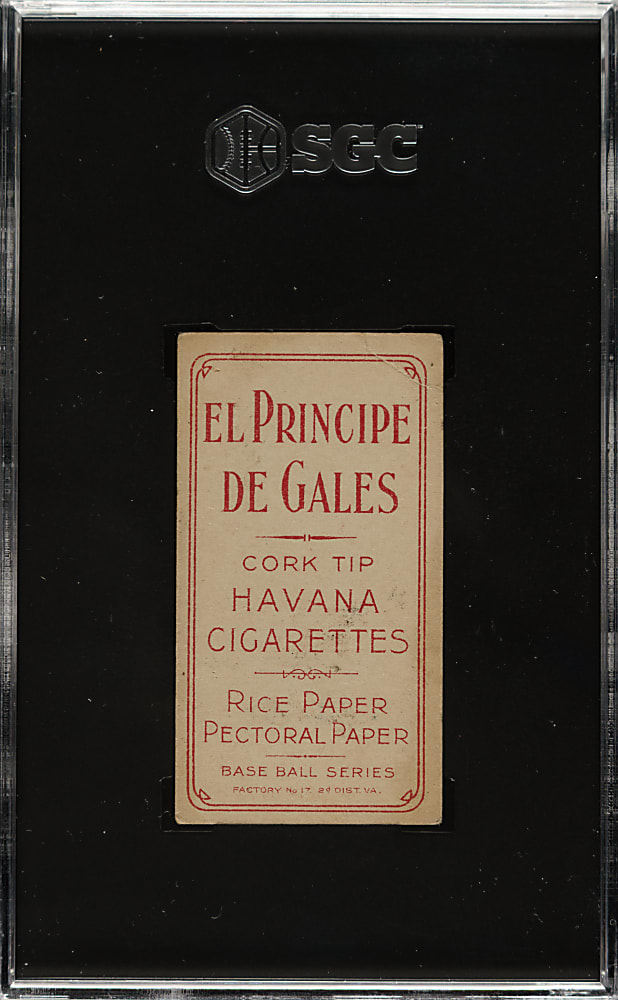 SGC
EL PRINCIPE
DE GALES
CORK TIP
HAVANA
CIGARETTES
RICE PAPER
PECTORAL PAPER
BASE BALL SERIES
FACTORY No 17. 2d DIST. VA.